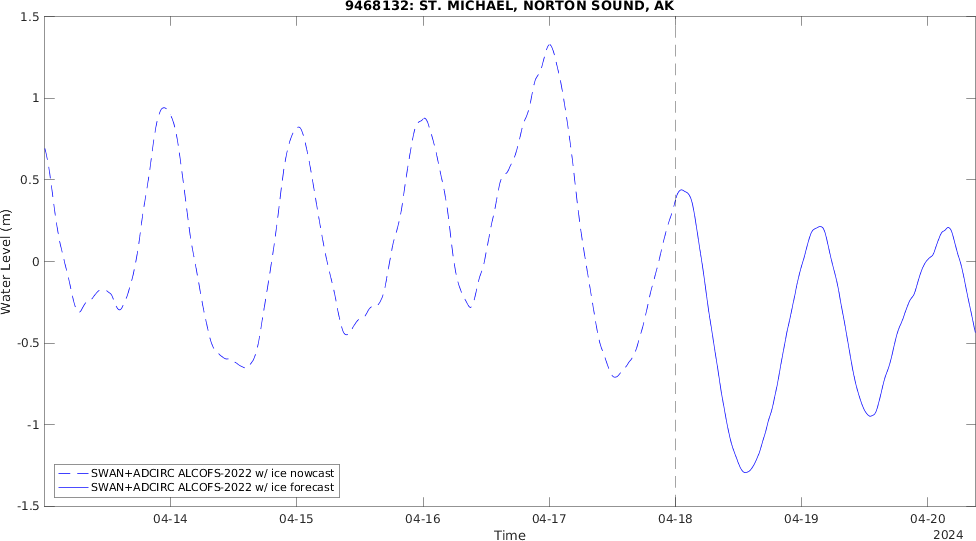 9468132: ST. MICHAEL, NORTON SOUND, AK
1.5
1
0.5
0
-0.5
-1
-1.5
Water Level (m)
SWAN+ADCIRC ALCOFS-2022 w/ ice nowcast
SWAN+ADCIRC ALCOFS-2022 w/ ice forecast
04-14 04-15 04-16 04-17 04-18 04-19 04-20
Time
2024